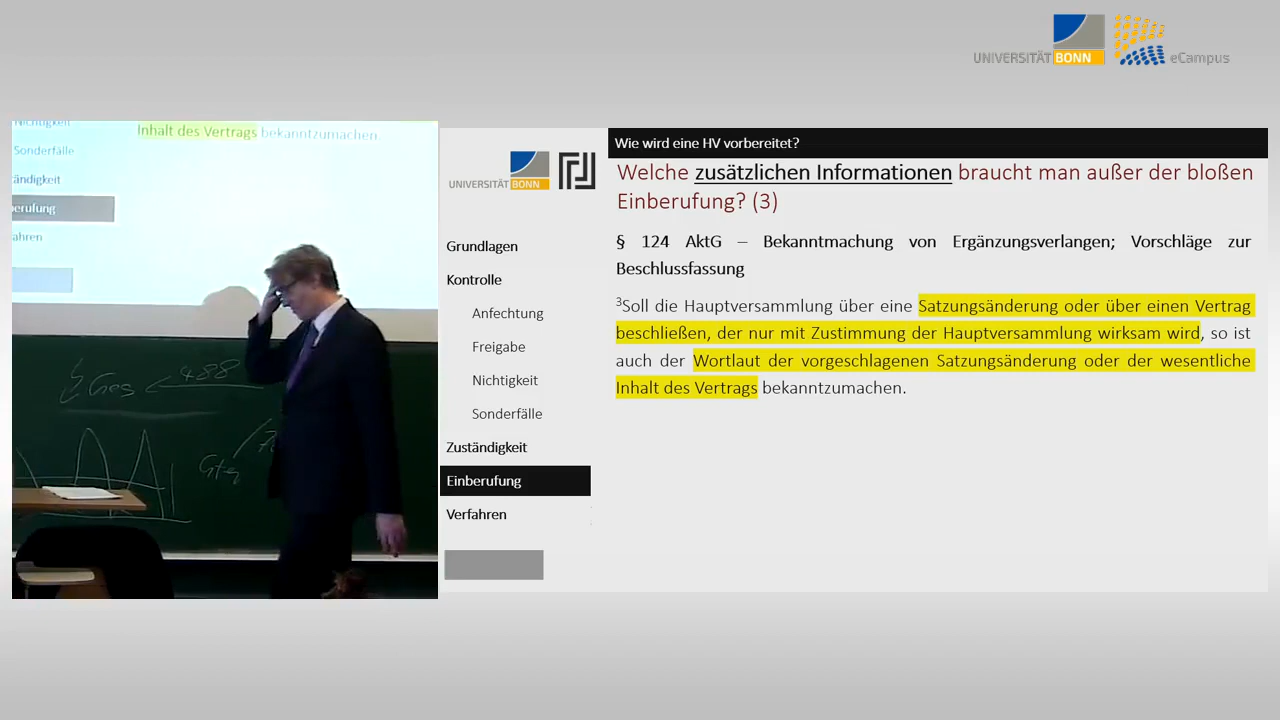 UNIVERSITÄT BONN
eCampus
Inhalt des Vertrags bekanntzumachen.
Sonderfälle
488
UNIVERSITÄT BONN
Grundlagen
Kontrolle
Anfechtung
Freigabe
Nichtigkeit
Sonderfälle
Zuständigkeit
Einberufung
Verfahren
Wie wird eine HV vorbereitet?
Welche zusätzlichen Informationen braucht man außer der bloßen
Einberufung? (3)
§ 124 AktG – Bekanntmachung von Ergänzungsverlangen; Vorschläge zur
Beschlussfassung
³Soll die Hauptversammlung über eine Satzungsänderung oder über einen Vertrag
beschließen, der nur mit Zustimmung der Hauptversammlung wirksam wird, so ist
auch der Wortlaut der vorgeschlagenen Satzungsänderung oder der wesentliche
Inhalt des Vertrags bekanntzumachen.